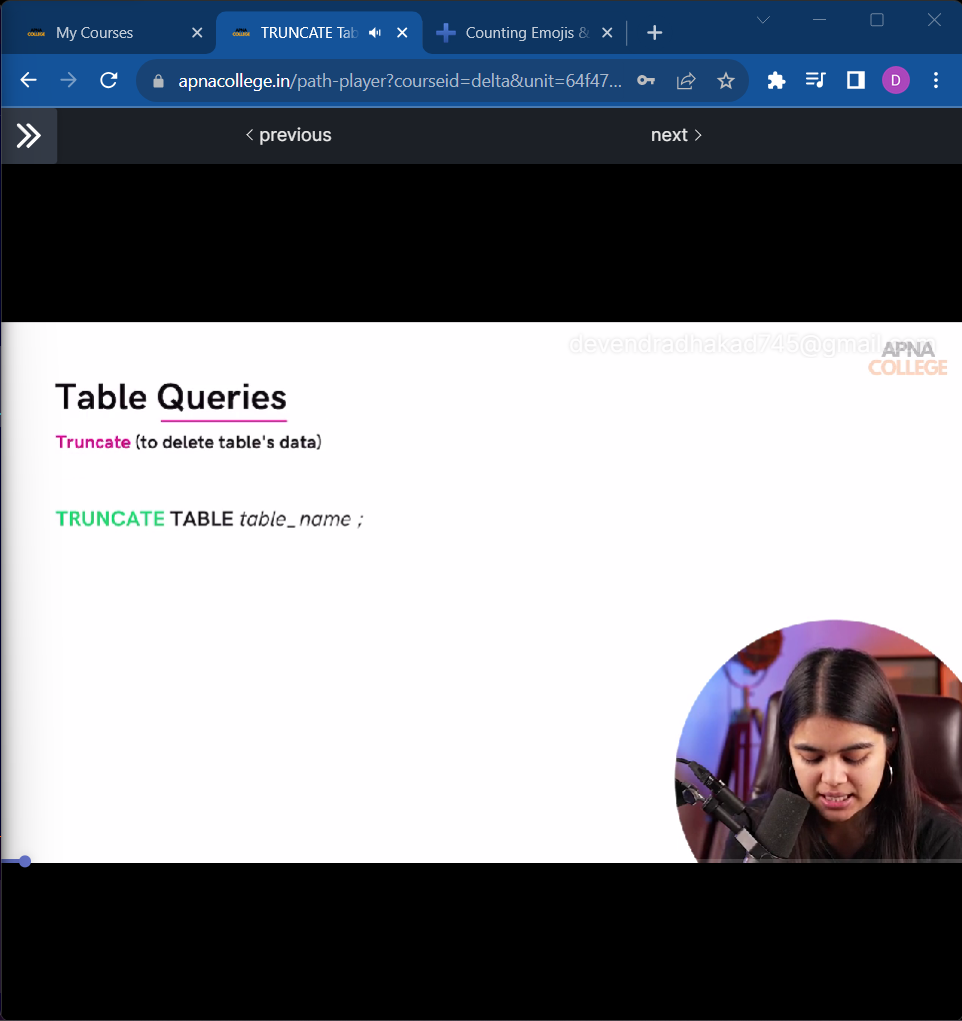 My Courses
TRUNCATE Tab
Counting Emojis &
apnacollege.in/path-player?courseid=delta&unit=64f47...
D
previous
next
devendradhakad745@gmail.com
APNA
COLLEGE
Table Queries
Truncate (to delete table's data)
TRUNCATE TABLE table_name ;